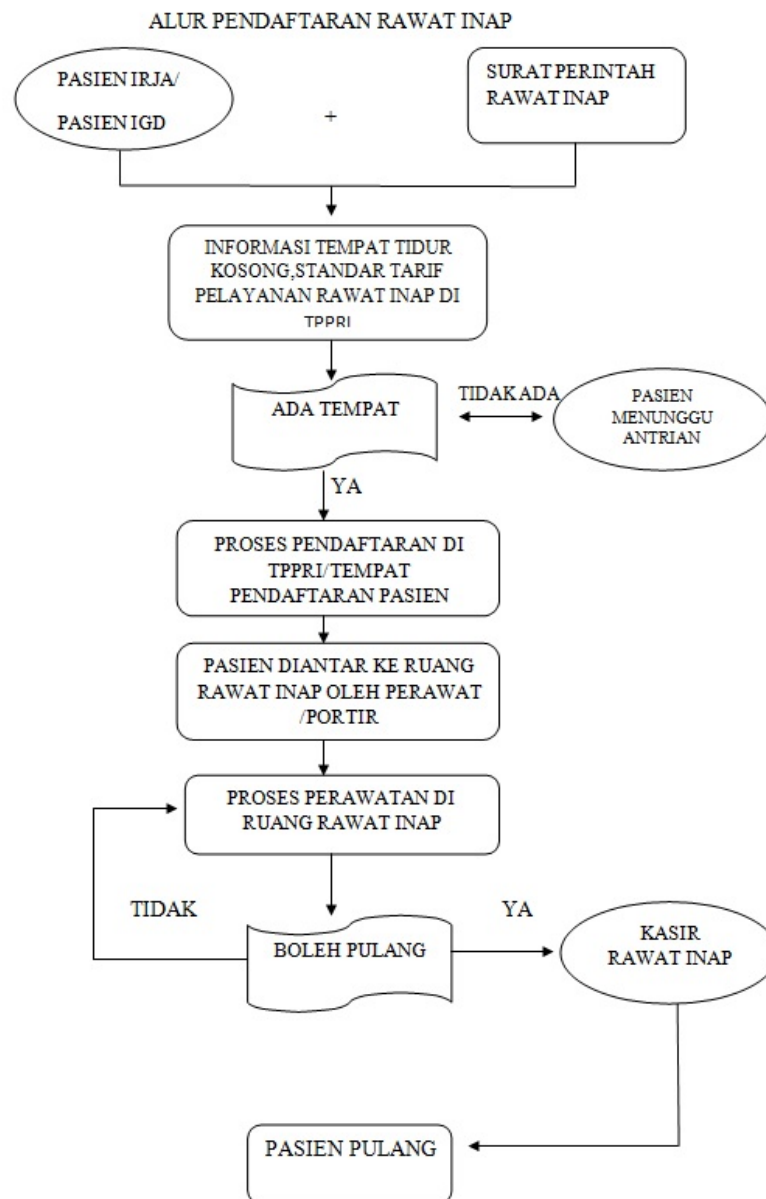 ALUR PENDAFTARAN RAWAT INAP
PASIEN IRJA/
PASIEN IGD
+
SURAT PERINTAH
RAWAT INAP
INFORMASI TEMPAT TIDUR
KOSONG,STANDAR TARIF
PELAYANAN RAWAT INAP DI
TPPRI
ADA TEMPAT
TIDAK ADA
PASIEN
MENUNGGU
ANTRIAN
YA
PROSES PENDAFTARAN DI
TPPRI/TEMPAT
PENDAFTARAN PASIEN
PASIEN DIANTAR KE RUANG
RAWAT INAP OLEH PERAWAT
/PORTIR
PROSES PERAWATAN DI
RUANG RAWAT INAP
TIDAK
BOLEH PULANG
YA
KASIR
RAWAT INAP
PASIEN PULANG